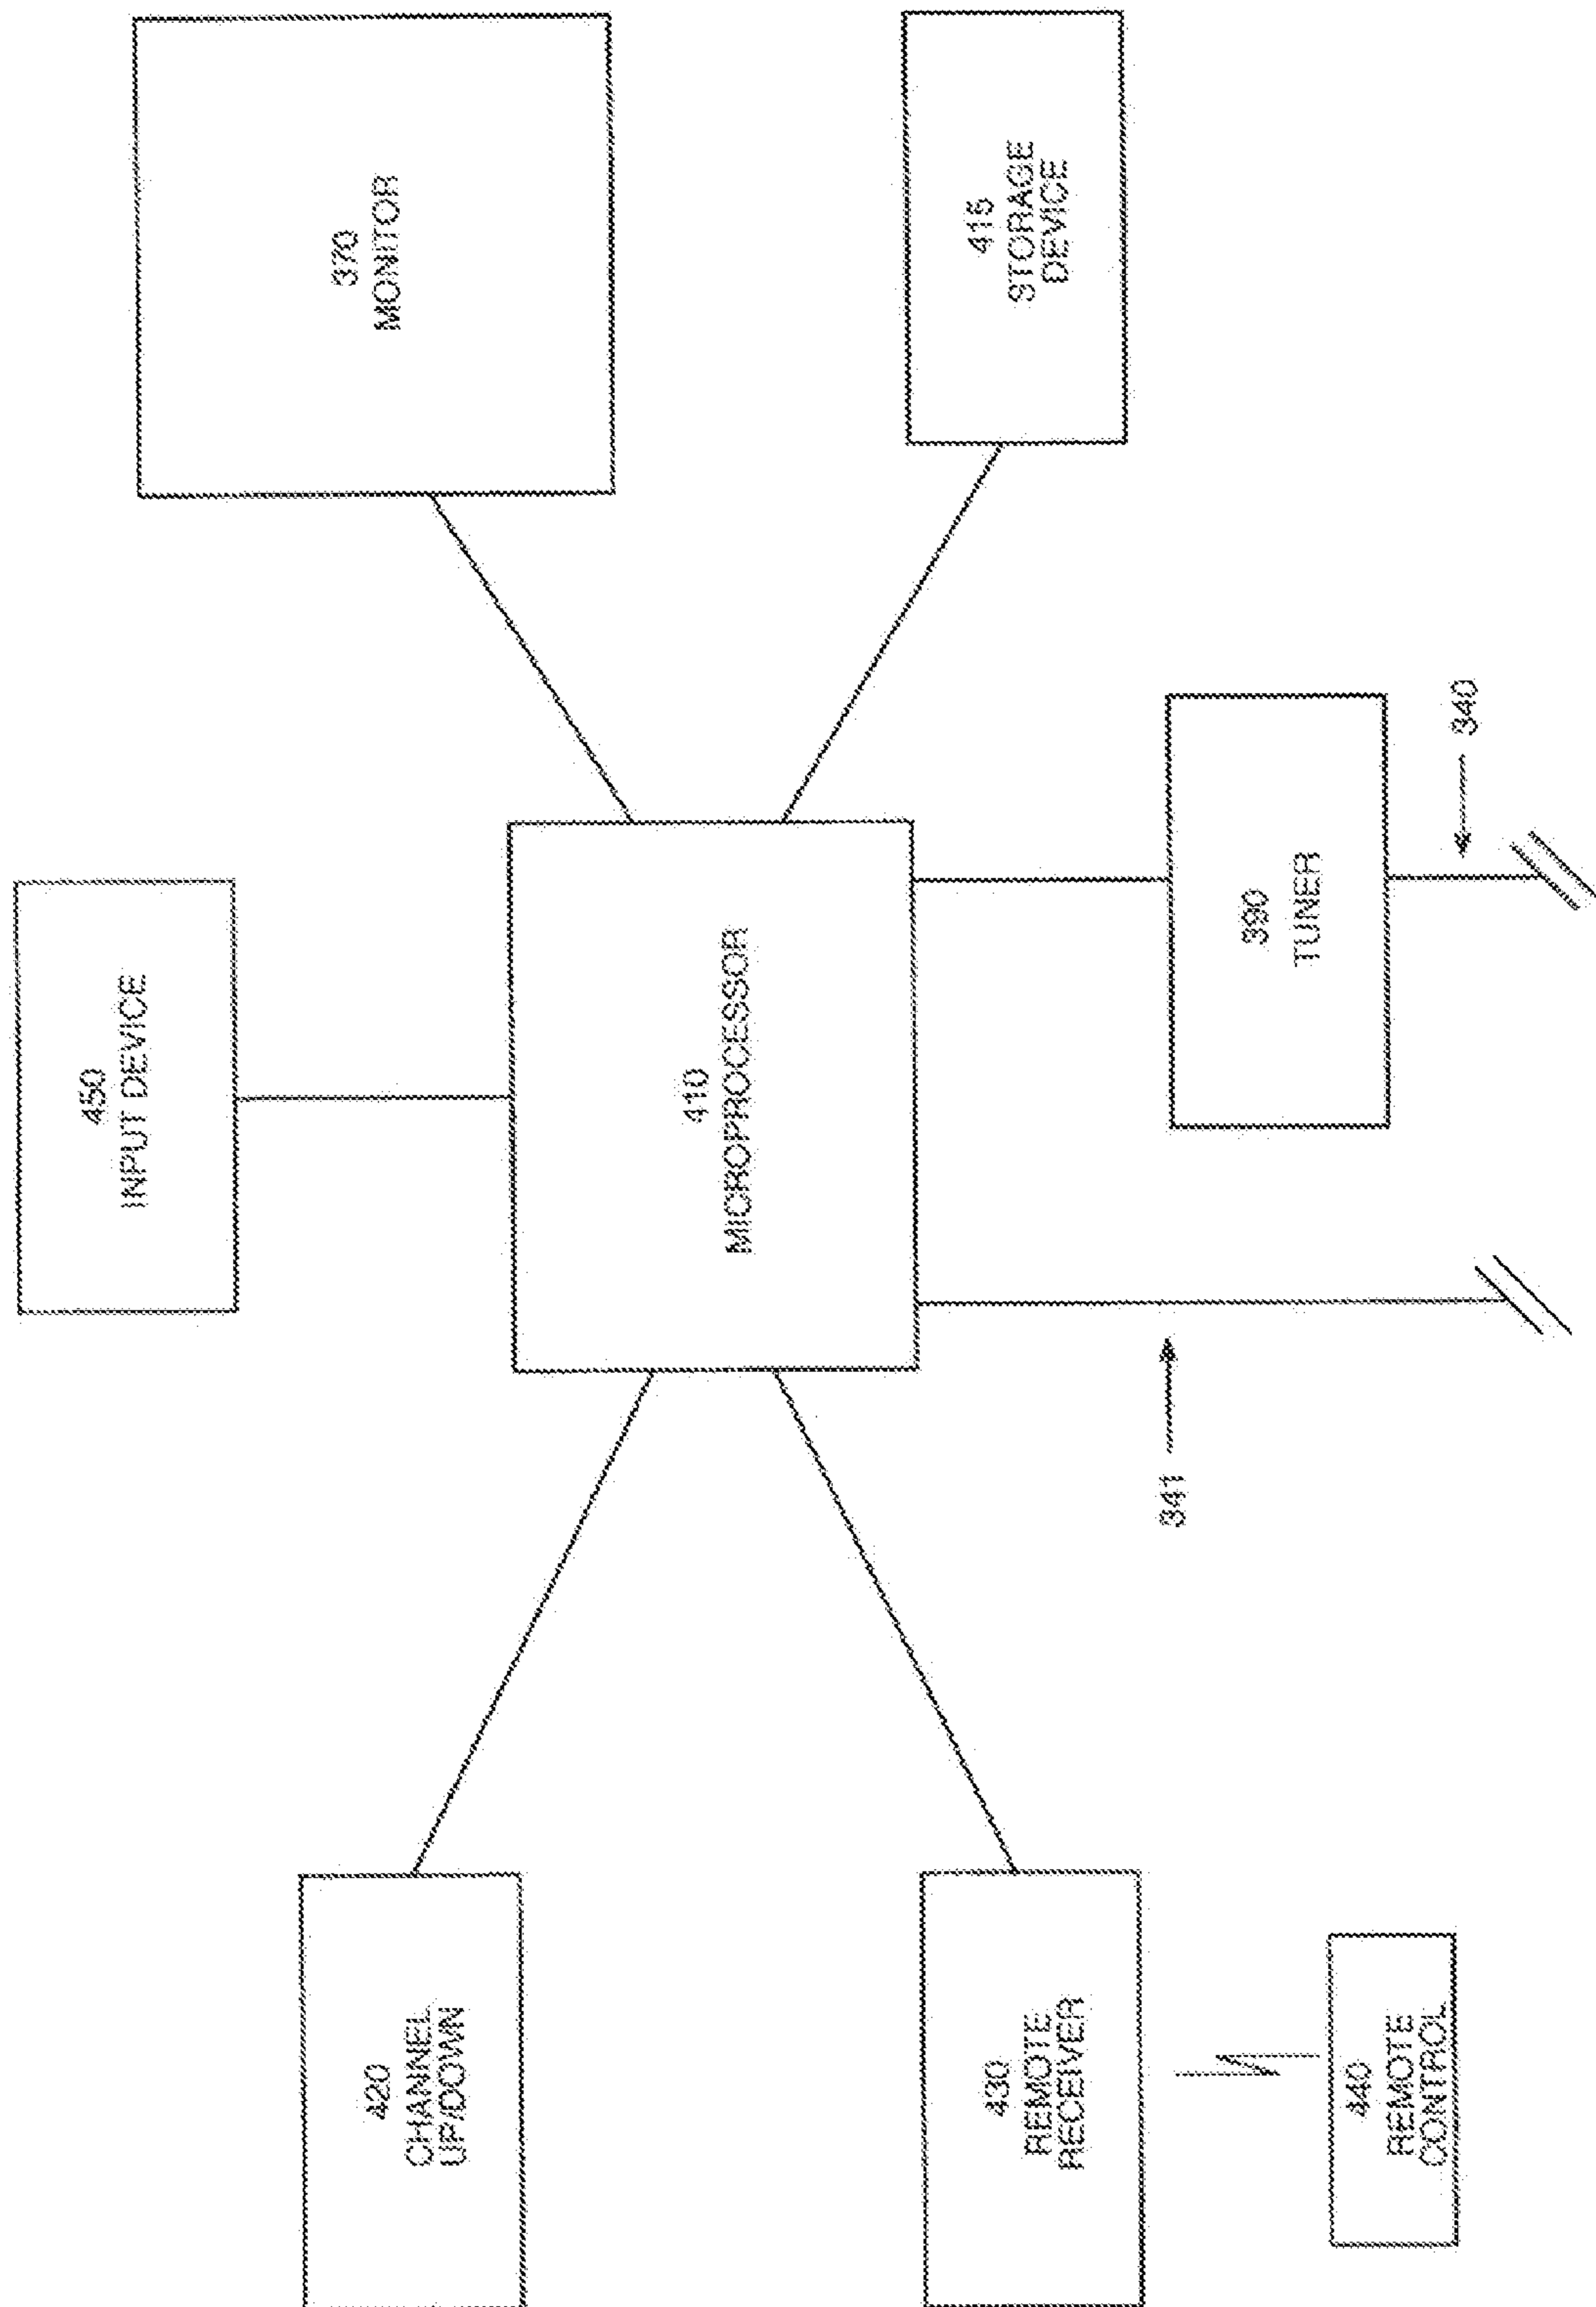 450
INPUT DEVICE
420
CHANNEL
UP/DOWN
370
MONITOR
410
MICROPROCESSOR
430
REMOTE
RECEIVER
415
STORAGE
DEVICE
341
390
TUNER
440
REMOTE
CONTROL
340